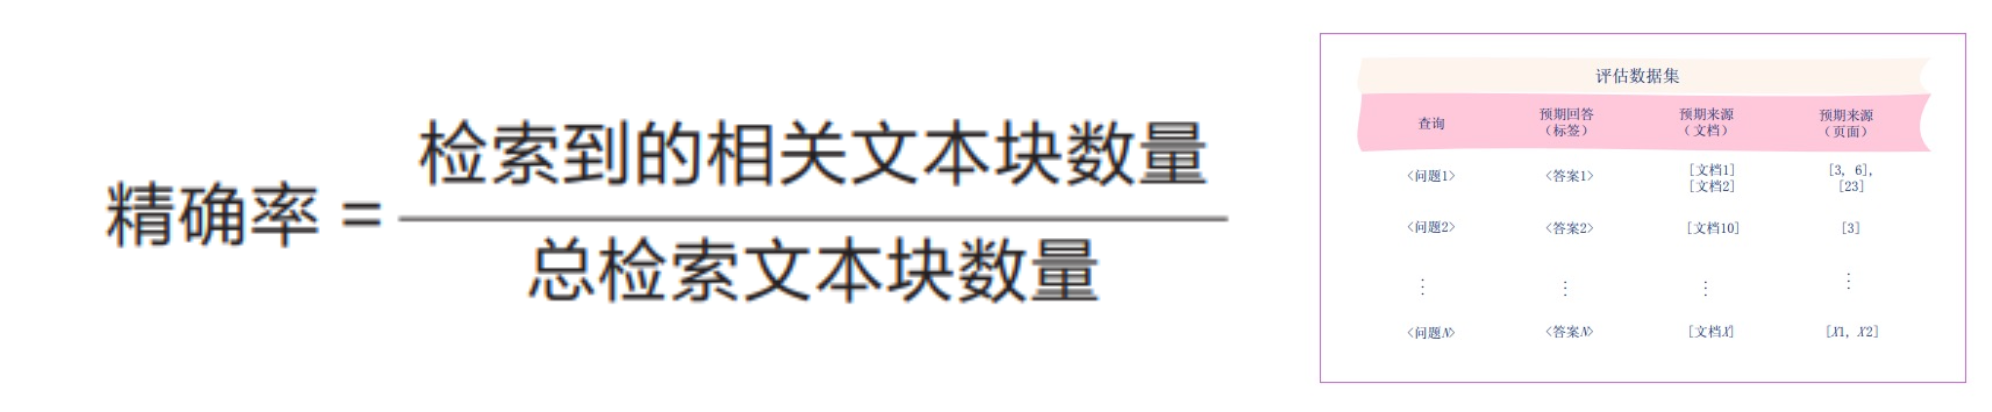 精确率 =
检索到的相关文本块数量
总检索文本块数量
评估数据集
查询
预期回答
（标签）
预期来源
（文档）
预期来源
（页面）
<问题1>
<答案1>
[文档1]
[文档2]
[3, 6],
[23]
<问题2>
<答案2>
[文档10]
[3]
⋮
⋮
⋮
⋮
<问题N>
<答案N>
[文档X]
[X1, X2]